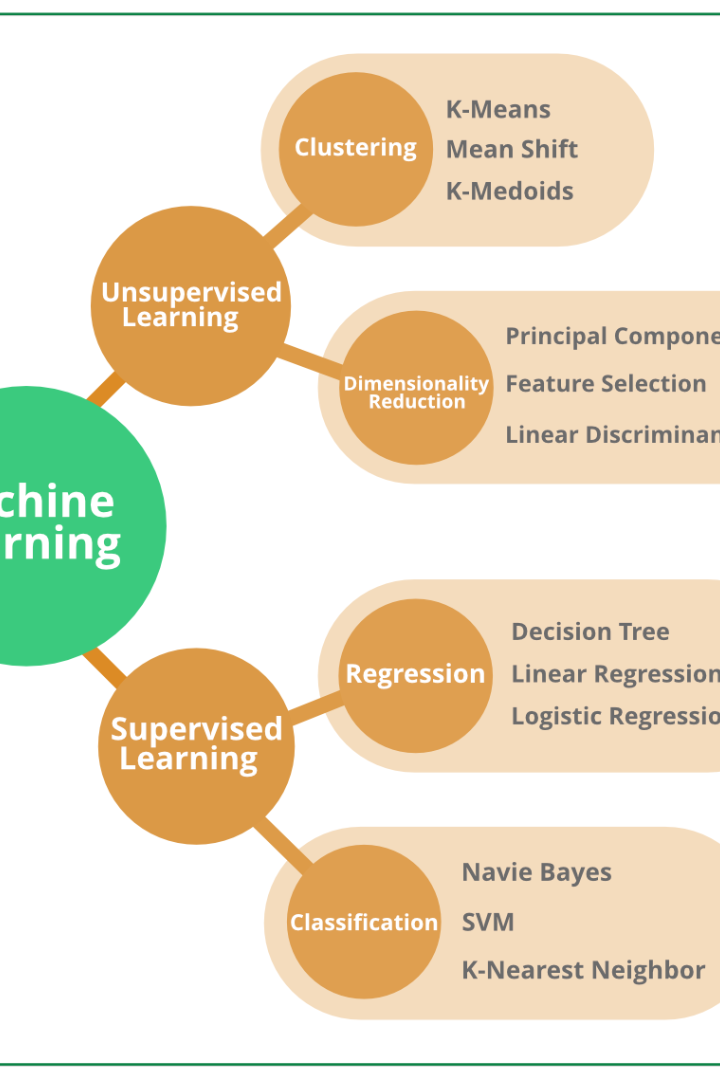 Clustering
K-Means
Mean Shift
K-Medoids
Unsupervised
Learning
Dimensionality
Reduction
Principal Compone
Feature Selection
Linear Discriminan
chine
rning
Supervised
Learning
Regression
Decision Tree
Linear Regression
Logistic Regressio
Classification
Navie Bayes
SVM
K-Nearest Neighbor